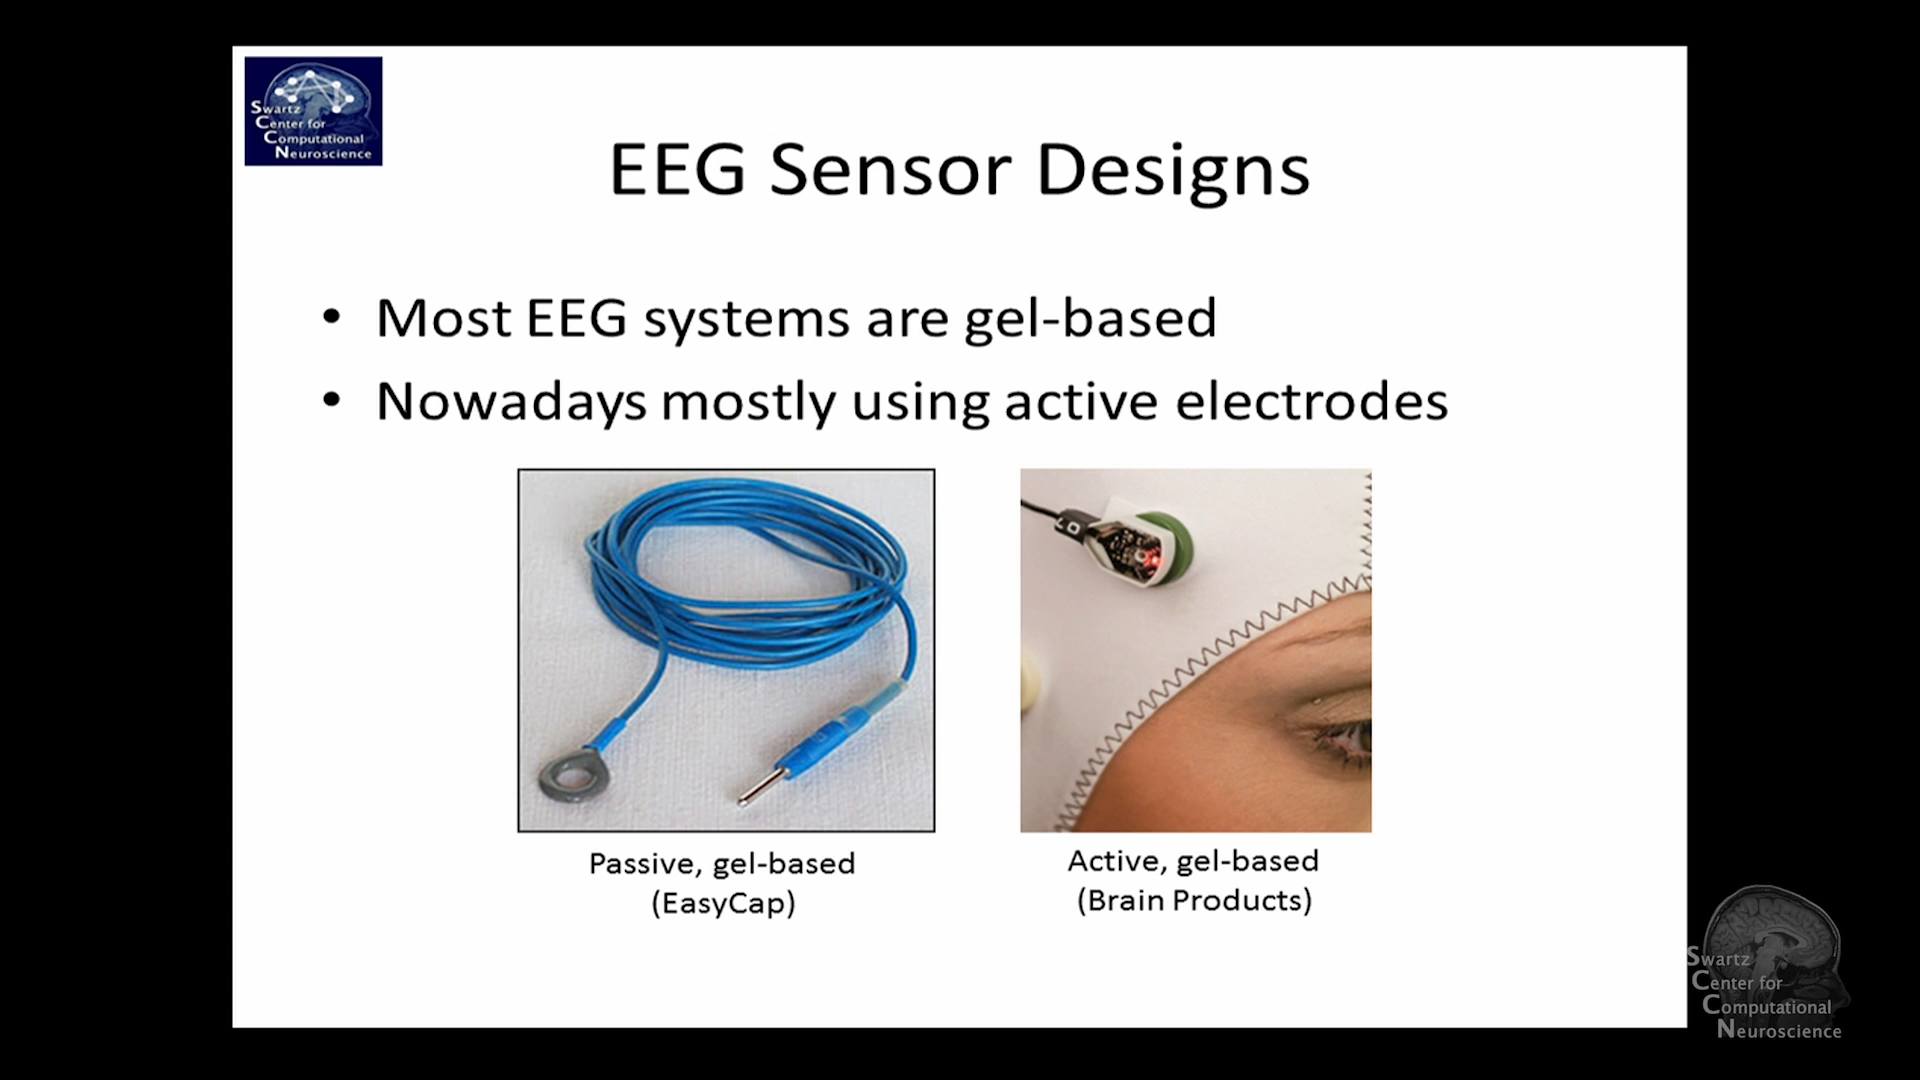 Swartz
Center for
Computational
Neuroscience
EEG Sensor Designs
• Most EEG systems are gel-based
• Nowadays mostly using active electrodes
Passive, gel-based
(EasyCap)
Active, gel-based
(Brain Products)
Swartz
Center for
Computational
Neuroscience